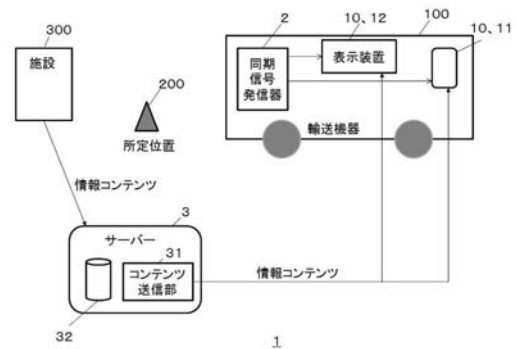 300
施設
200
所定位置
2
同期
信号
発信器
10, 12
表示装置
100
10, 11
輸送機器
情報コンテンツ
3
サーバー
31
コンテンツ
送信部
32
情報コンテンツ
1